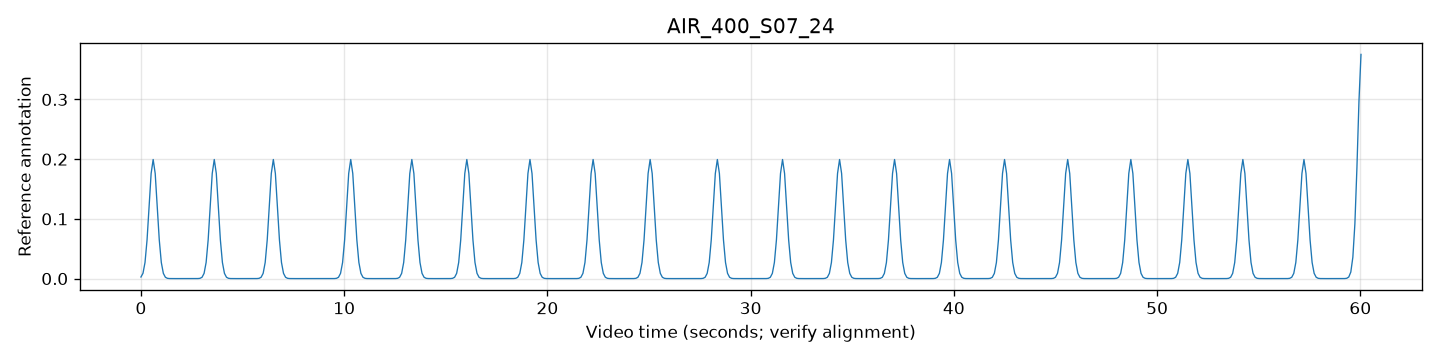 AIR_400_S07_24
Reference annotation
0.3
0.2
0.1
0.0
0 10 20 30 40 50 60
Video time (seconds; verify alignment)